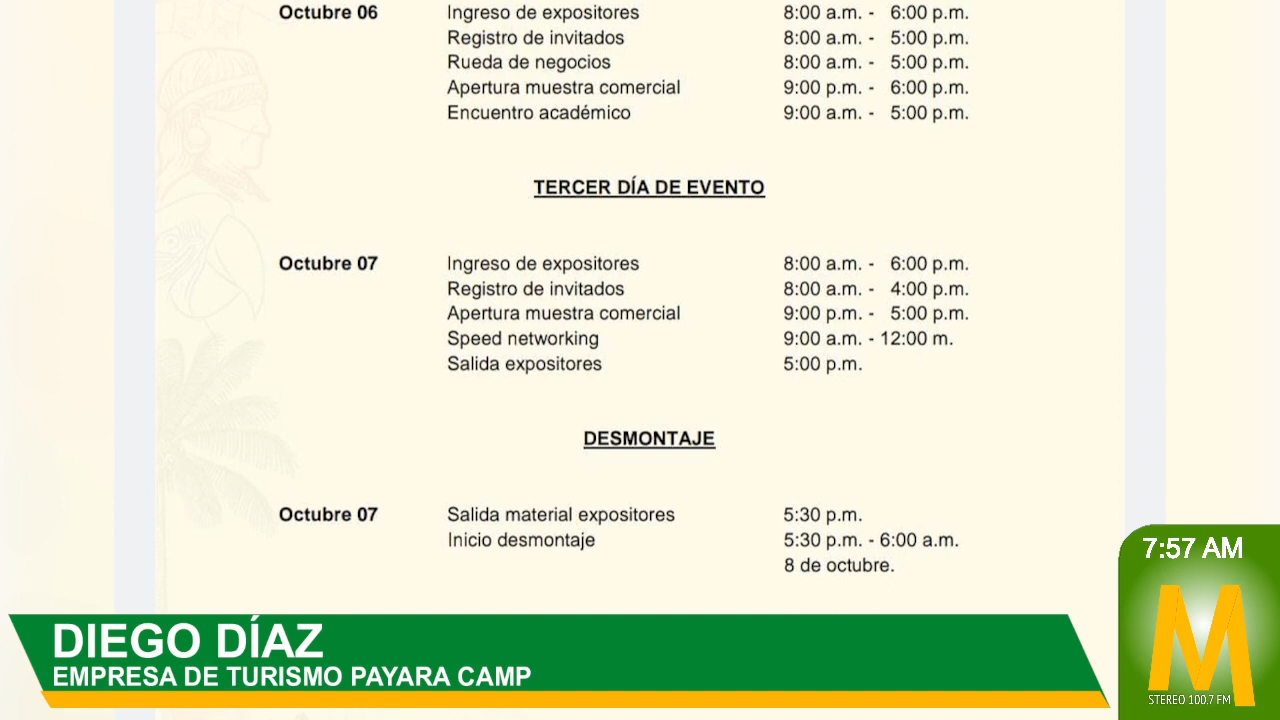 Octubre 06 Ingreso de expositores 8:00 a.m. - 6:00 p.m.
Registro de invitados 8:00 a.m. - 5:00 p.m.
Rueda de negocios 8:00 a.m. - 5:00 p.m.
Apertura muestra comercial 9:00 p.m. - 6:00 p.m.
Encuentro académico 9:00 a.m. - 5:00 p.m.
TERCER DÍA DE EVENTO
Octubre 07 Ingreso de expositores 8:00 a.m. - 6:00 p.m.
Registro de invitados 8:00 a.m. - 4:00 p.m.
Apertura muestra comercial 9:00 p.m. - 5:00 p.m.
Speed networking 9:00 a.m. - 12:00 m.
Salida expositores 5:00 p.m.
DESMONTAJE
Octubre 07 Salida material expositores 5:30 p.m.
Inicio desmontaje 5:30 p.m. - 6:00 a.m.
8 de octubre.
7:57 AM
DIEGO DÍAZ
EMPRESA DE TURISMO PAYARA CAMP
M
STEREO 100.7 FM